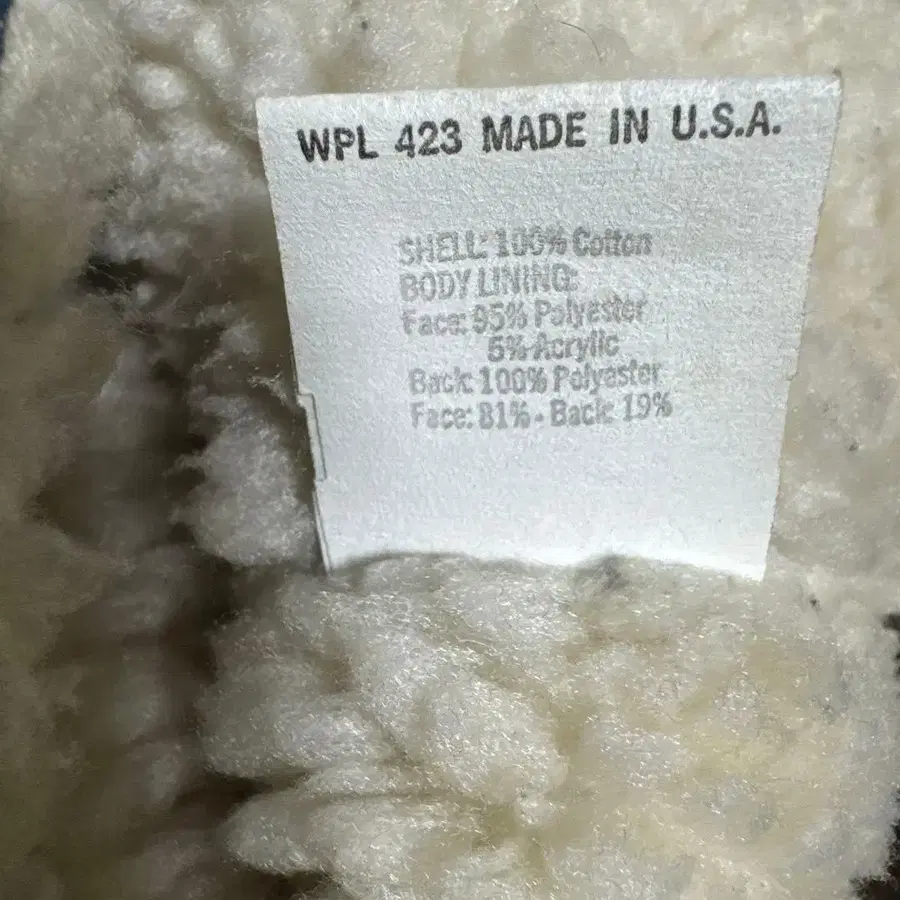 WPL 423 MADE IN U.S.A.
SHELL: 100% Cotton
BODY LINING:
Face: 95% Polyester
5% Acrylic
Back: 100% Polyester
Face: 81% - Back: 19%